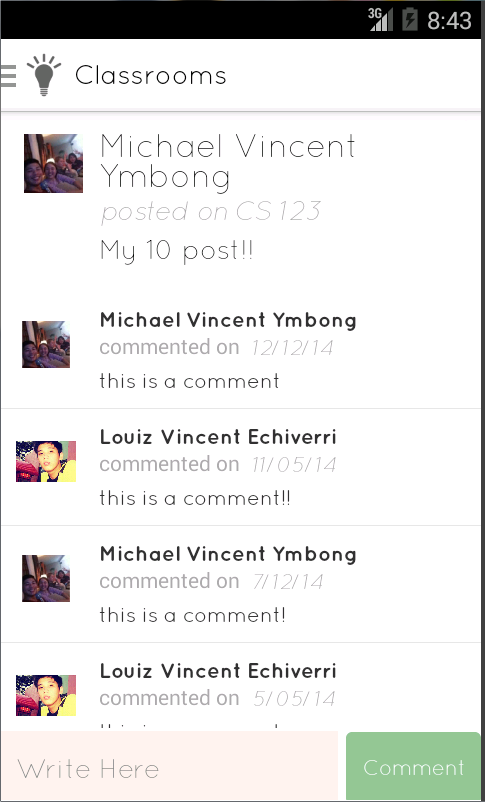 3G 8:43
Classrooms
Michael Vincent
Ymbong
posted on CS 123
My 10 post!!
Michael Vincent Ymbong
commented on 12/12/14
this is a comment
Louiz Vincent Echiverri
commented on 11/05/14
this is a comment!!
Michael Vincent Ymbong
commented on 7/12/14
this is a comment!
Louiz Vincent Echiverri
commented on 5/05/14
Write Here
Comment